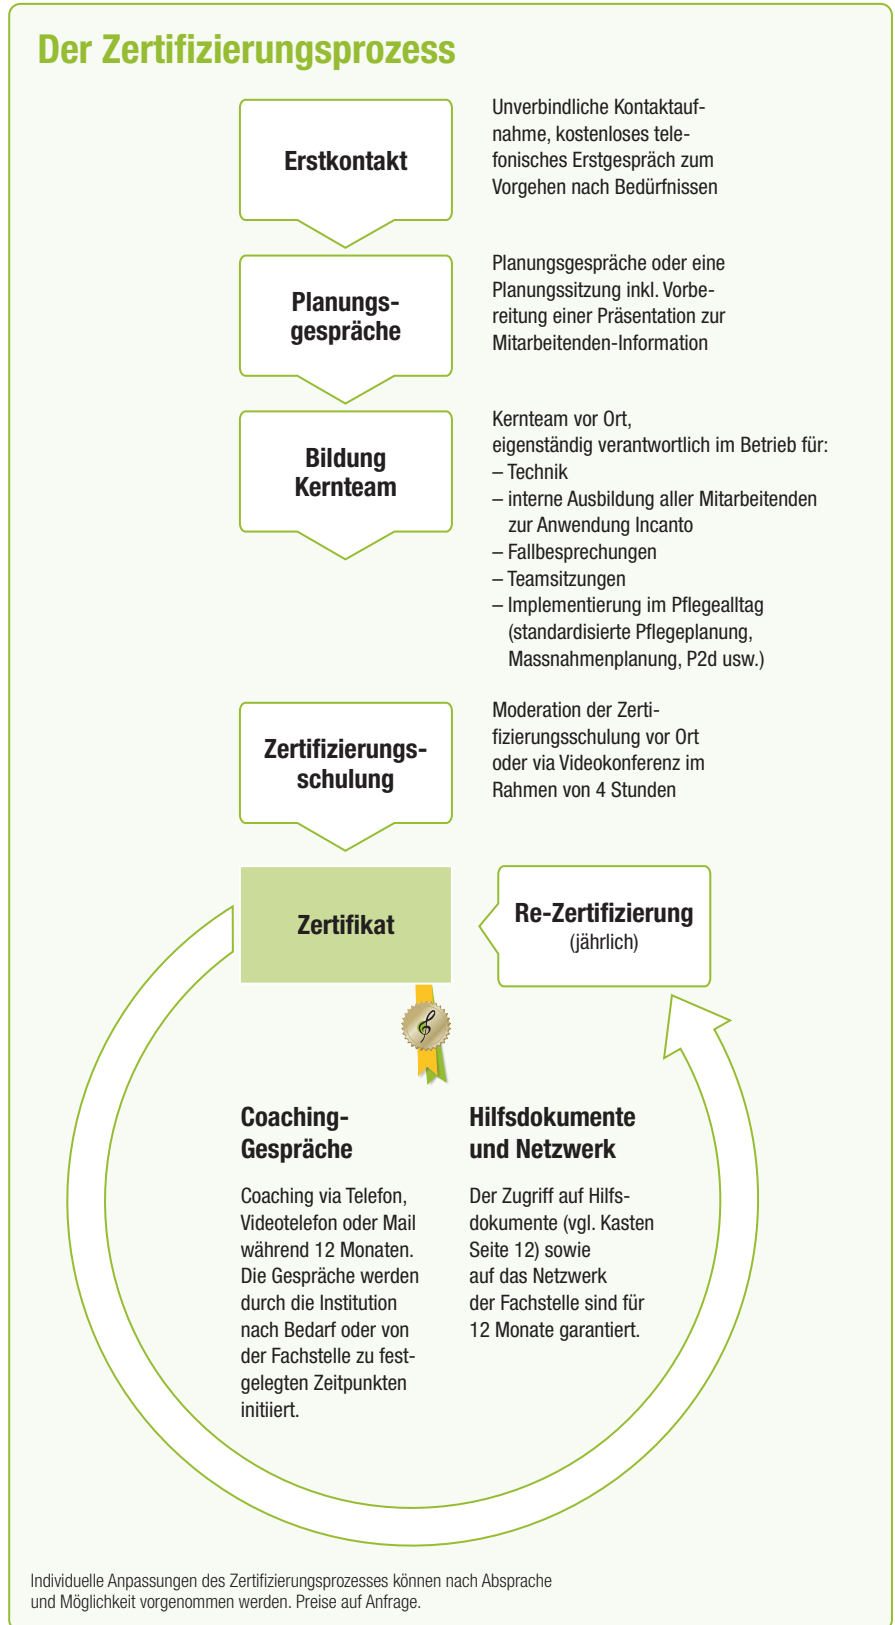 Der Zertifizierungsprozess
Erstkontakt
Unverbindliche Kontaktauf-
nahme, kostenloses tele-
fonisches Erstgespräch zum
Vorgehen nach Bedürfnissen
Planungs-
gespräche
Planungsgespräche oder eine
Planungssitzung inkl. Vorbe-
reitung einer Präsentation zur
Mitarbeitenden-Information
Bildung
Kernteam
Kernteam vor Ort,
eigenständig verantwortlich im Betrieb für:
– Technik
– interne Ausbildung aller Mitarbeitenden
zur Anwendung Incanto
– Fallbesprechungen
– Teamsitzungen
– Implementierung im Pflegealltag
(standardisierte Pflegeplanung,
Massnahmenplanung, P2d usw.)
Zertifizierungs-
schulung
Moderation der Zerti-
fizierungsschulung vor Ort
oder via Videokonferenz im
Rahmen von 4 Stunden
Zertifikat
Re-Zertifizierung
(jährlich)
Coaching-
Gespräche
Coaching via Telefon,
Videotelefon oder Mail
während 12 Monaten.
Die Gespräche werden
durch die Institution
nach Bedarf oder von
der Fachstelle zu fest-
gelegten Zeitpunkten
initiiert.
Hilfsdokumente
und Netzwerk
Der Zugriff auf Hilfs-
dokumente (vgl. Kasten
Seite 12) sowie
auf das Netzwerk
der Fachstelle sind für
12 Monate garantiert.
Individuelle Anpassungen des Zertifizierungsprozesses können nach Absprache
und Möglichkeit vorgenommen werden. Preise auf Anfrage.